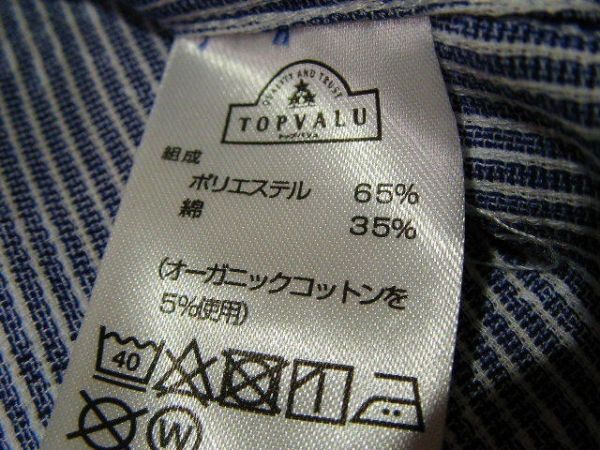 QUALITY AND TRUST
TOPVALU
トップバリュ
組成
ポリエステル 65%
綿 35%
(オーガニックコットンを
5%使用)
40
W